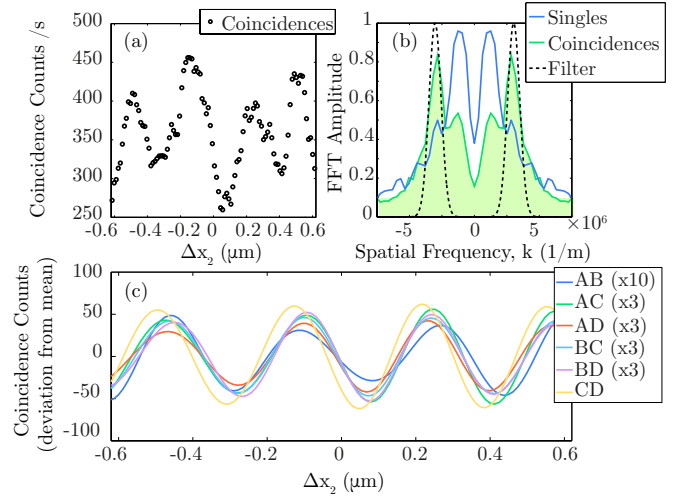 (a)
Coincidences
Coincidence Counts /s
500
450
400
350
300
250
-0.6 -0.4 -0.2 0 0.2 0.4 0.6
Δx2 (μm)
(b)
Singles
Coincidences
Filter
FFT Amplitude
1
0.8
0.6
0.4
0.2
0
-5 0 5
× 10^6
Spatial Frequency, k (1/m)
(c)
Coincidence Counts
(deviation from mean)
100
50
0
-50
-100
-0.6 -0.4 -0.2 0 0.2 0.4 0.6
Δx2 (μm)
AB (x10)
AC (x3)
AD (x3)
BC (x3)
BD (x3)
CD